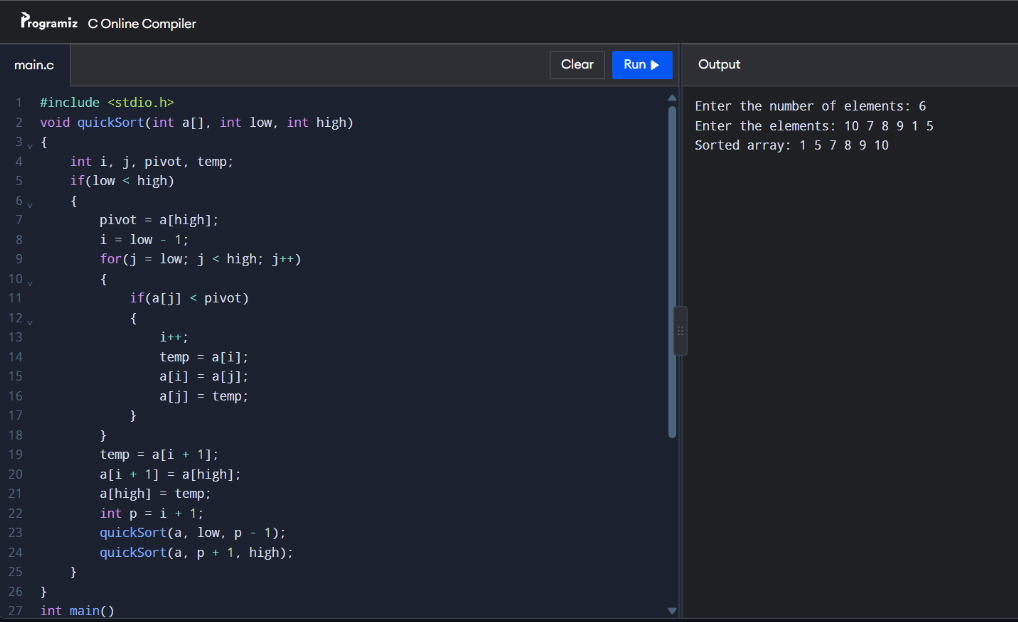 Programiz C Online Compiler
main.c Clear Run Output
1 #include <stdio.h>
2 void quickSort(int a[], int low, int high)
3 {
4 int i, j, pivot, temp;
5 if(low < high)
6 {
7 pivot = a[high];
8 i = low - 1;
9 for(j = low; j < high; j++)
10 {
11 if(a[j] < pivot)
12 {
13 i++;
14 temp = a[i];
15 a[i] = a[j];
16 a[j] = temp;
17 }
18 }
19 temp = a[i + 1];
20 a[i + 1] = a[high];
21 a[high] = temp;
22 int p = i + 1;
23 quickSort(a, low, p - 1);
24 quickSort(a, p + 1, high);
25 }
26 }
27 int main()
Enter the number of elements: 6
Enter the elements: 10 7 8 9 1 5
Sorted array: 1 5 7 8 9 10